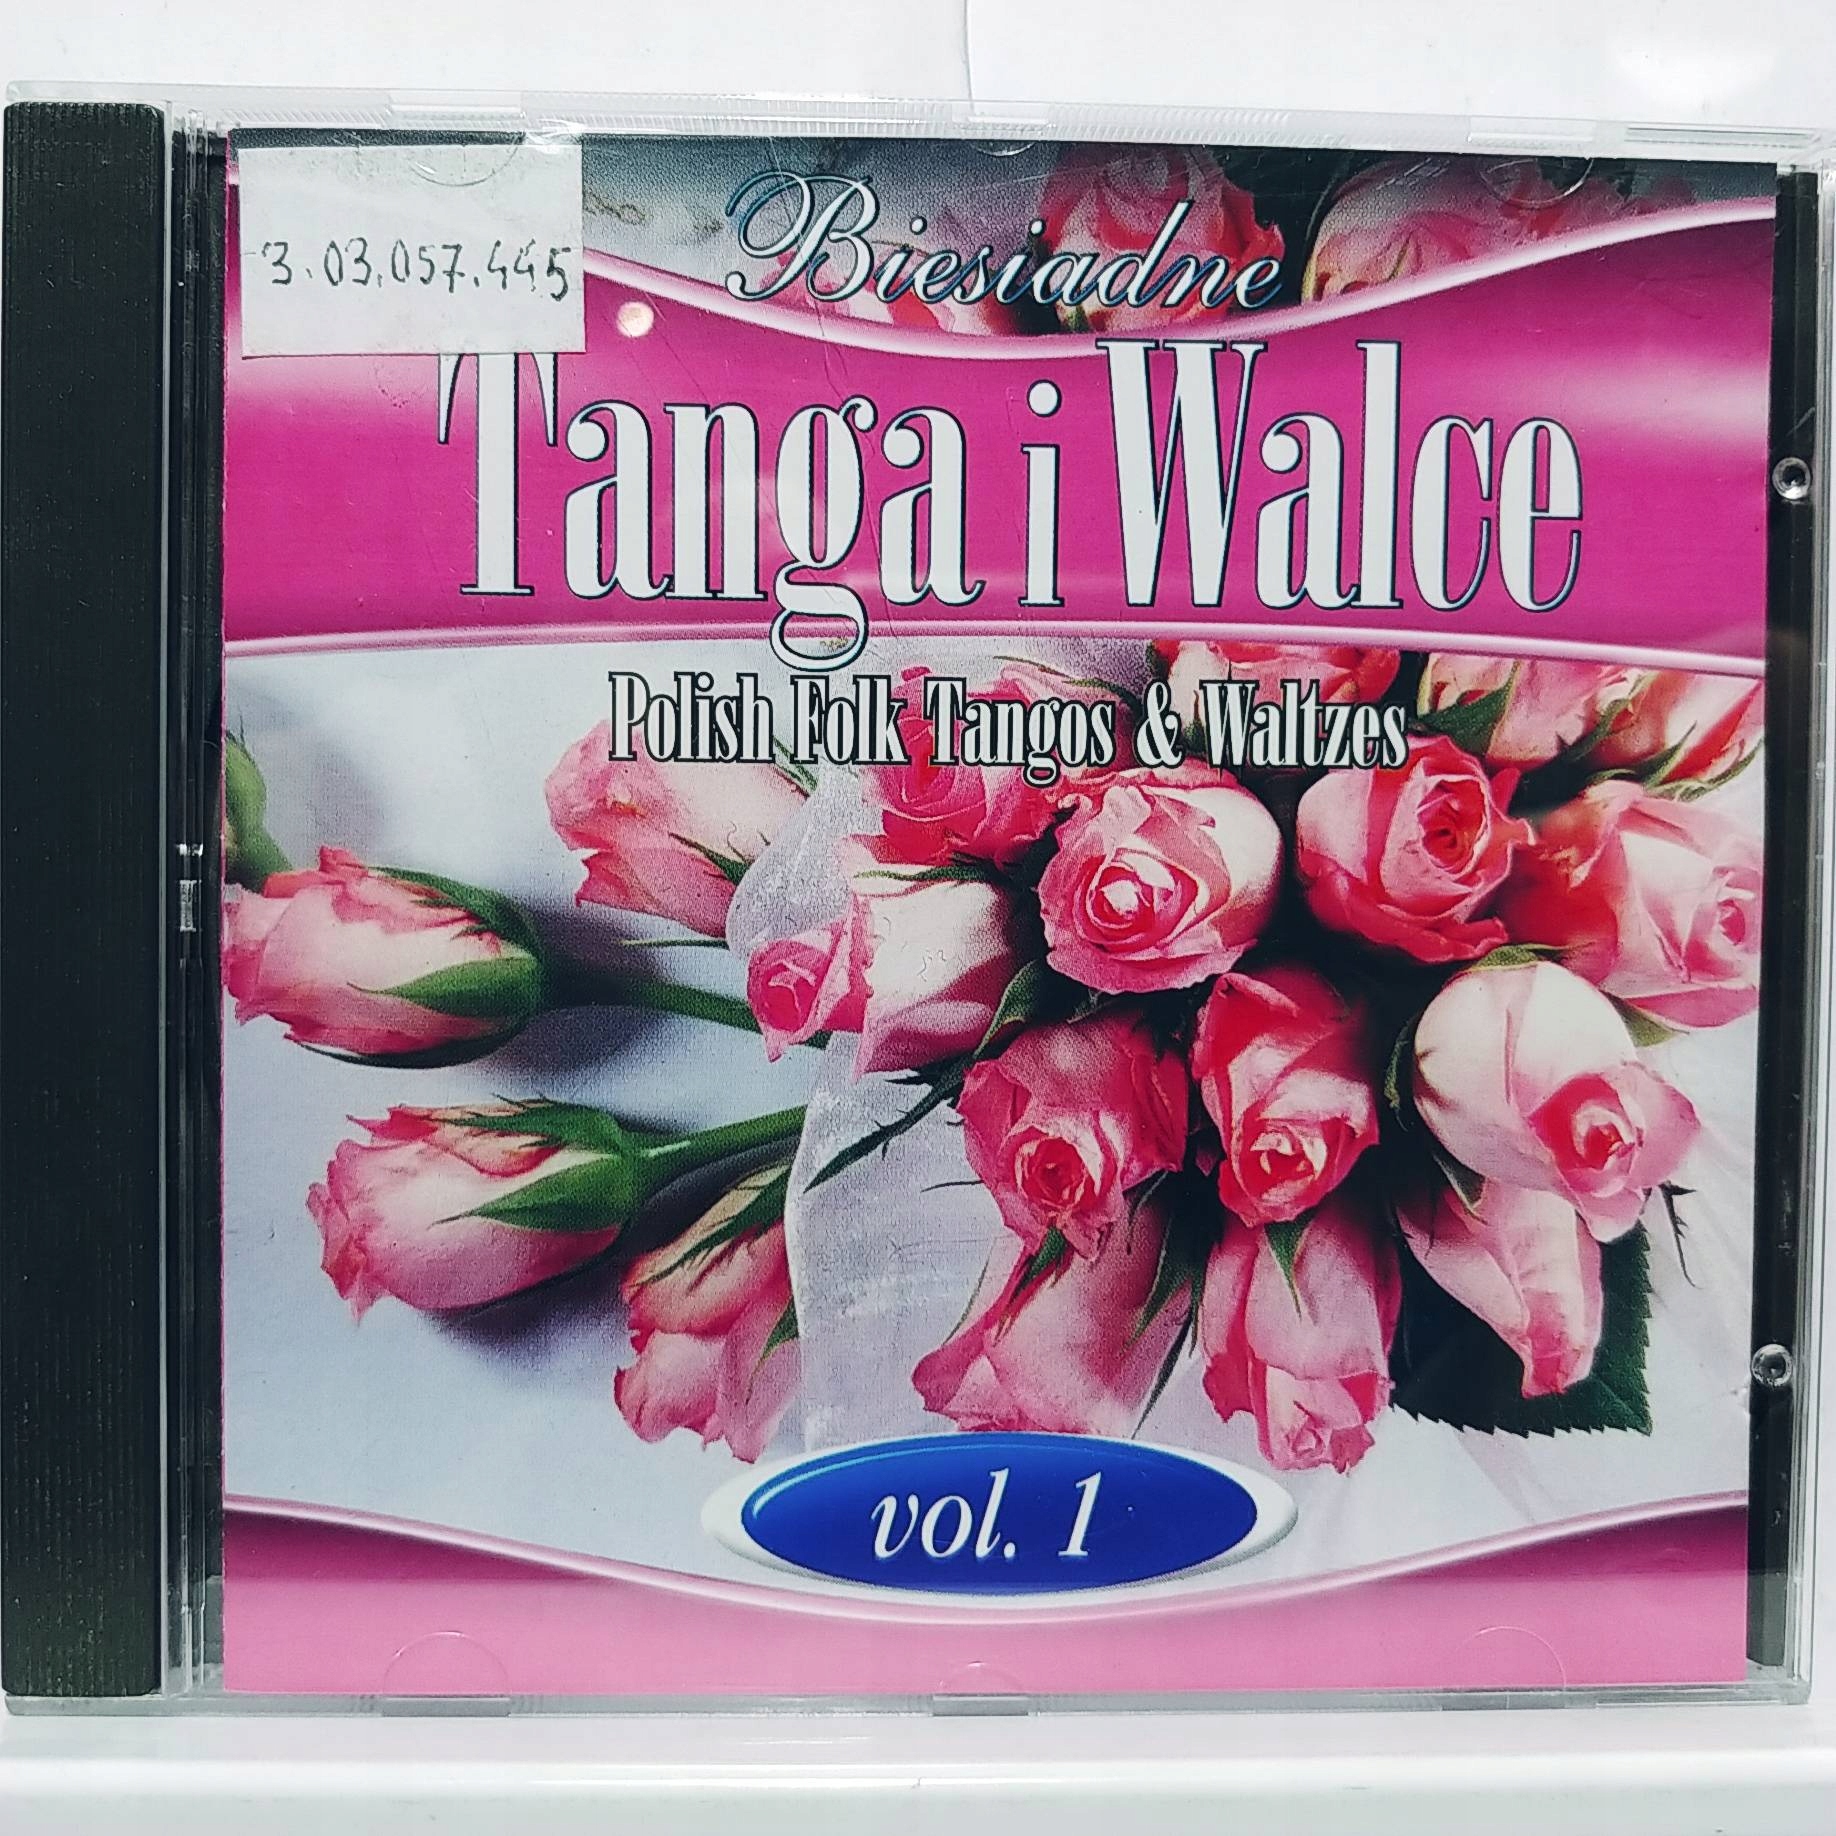 3.03.057.445
Biesiadne
Tanga i Walce
Polish Folk Tangos & Waltzes
vol. 1